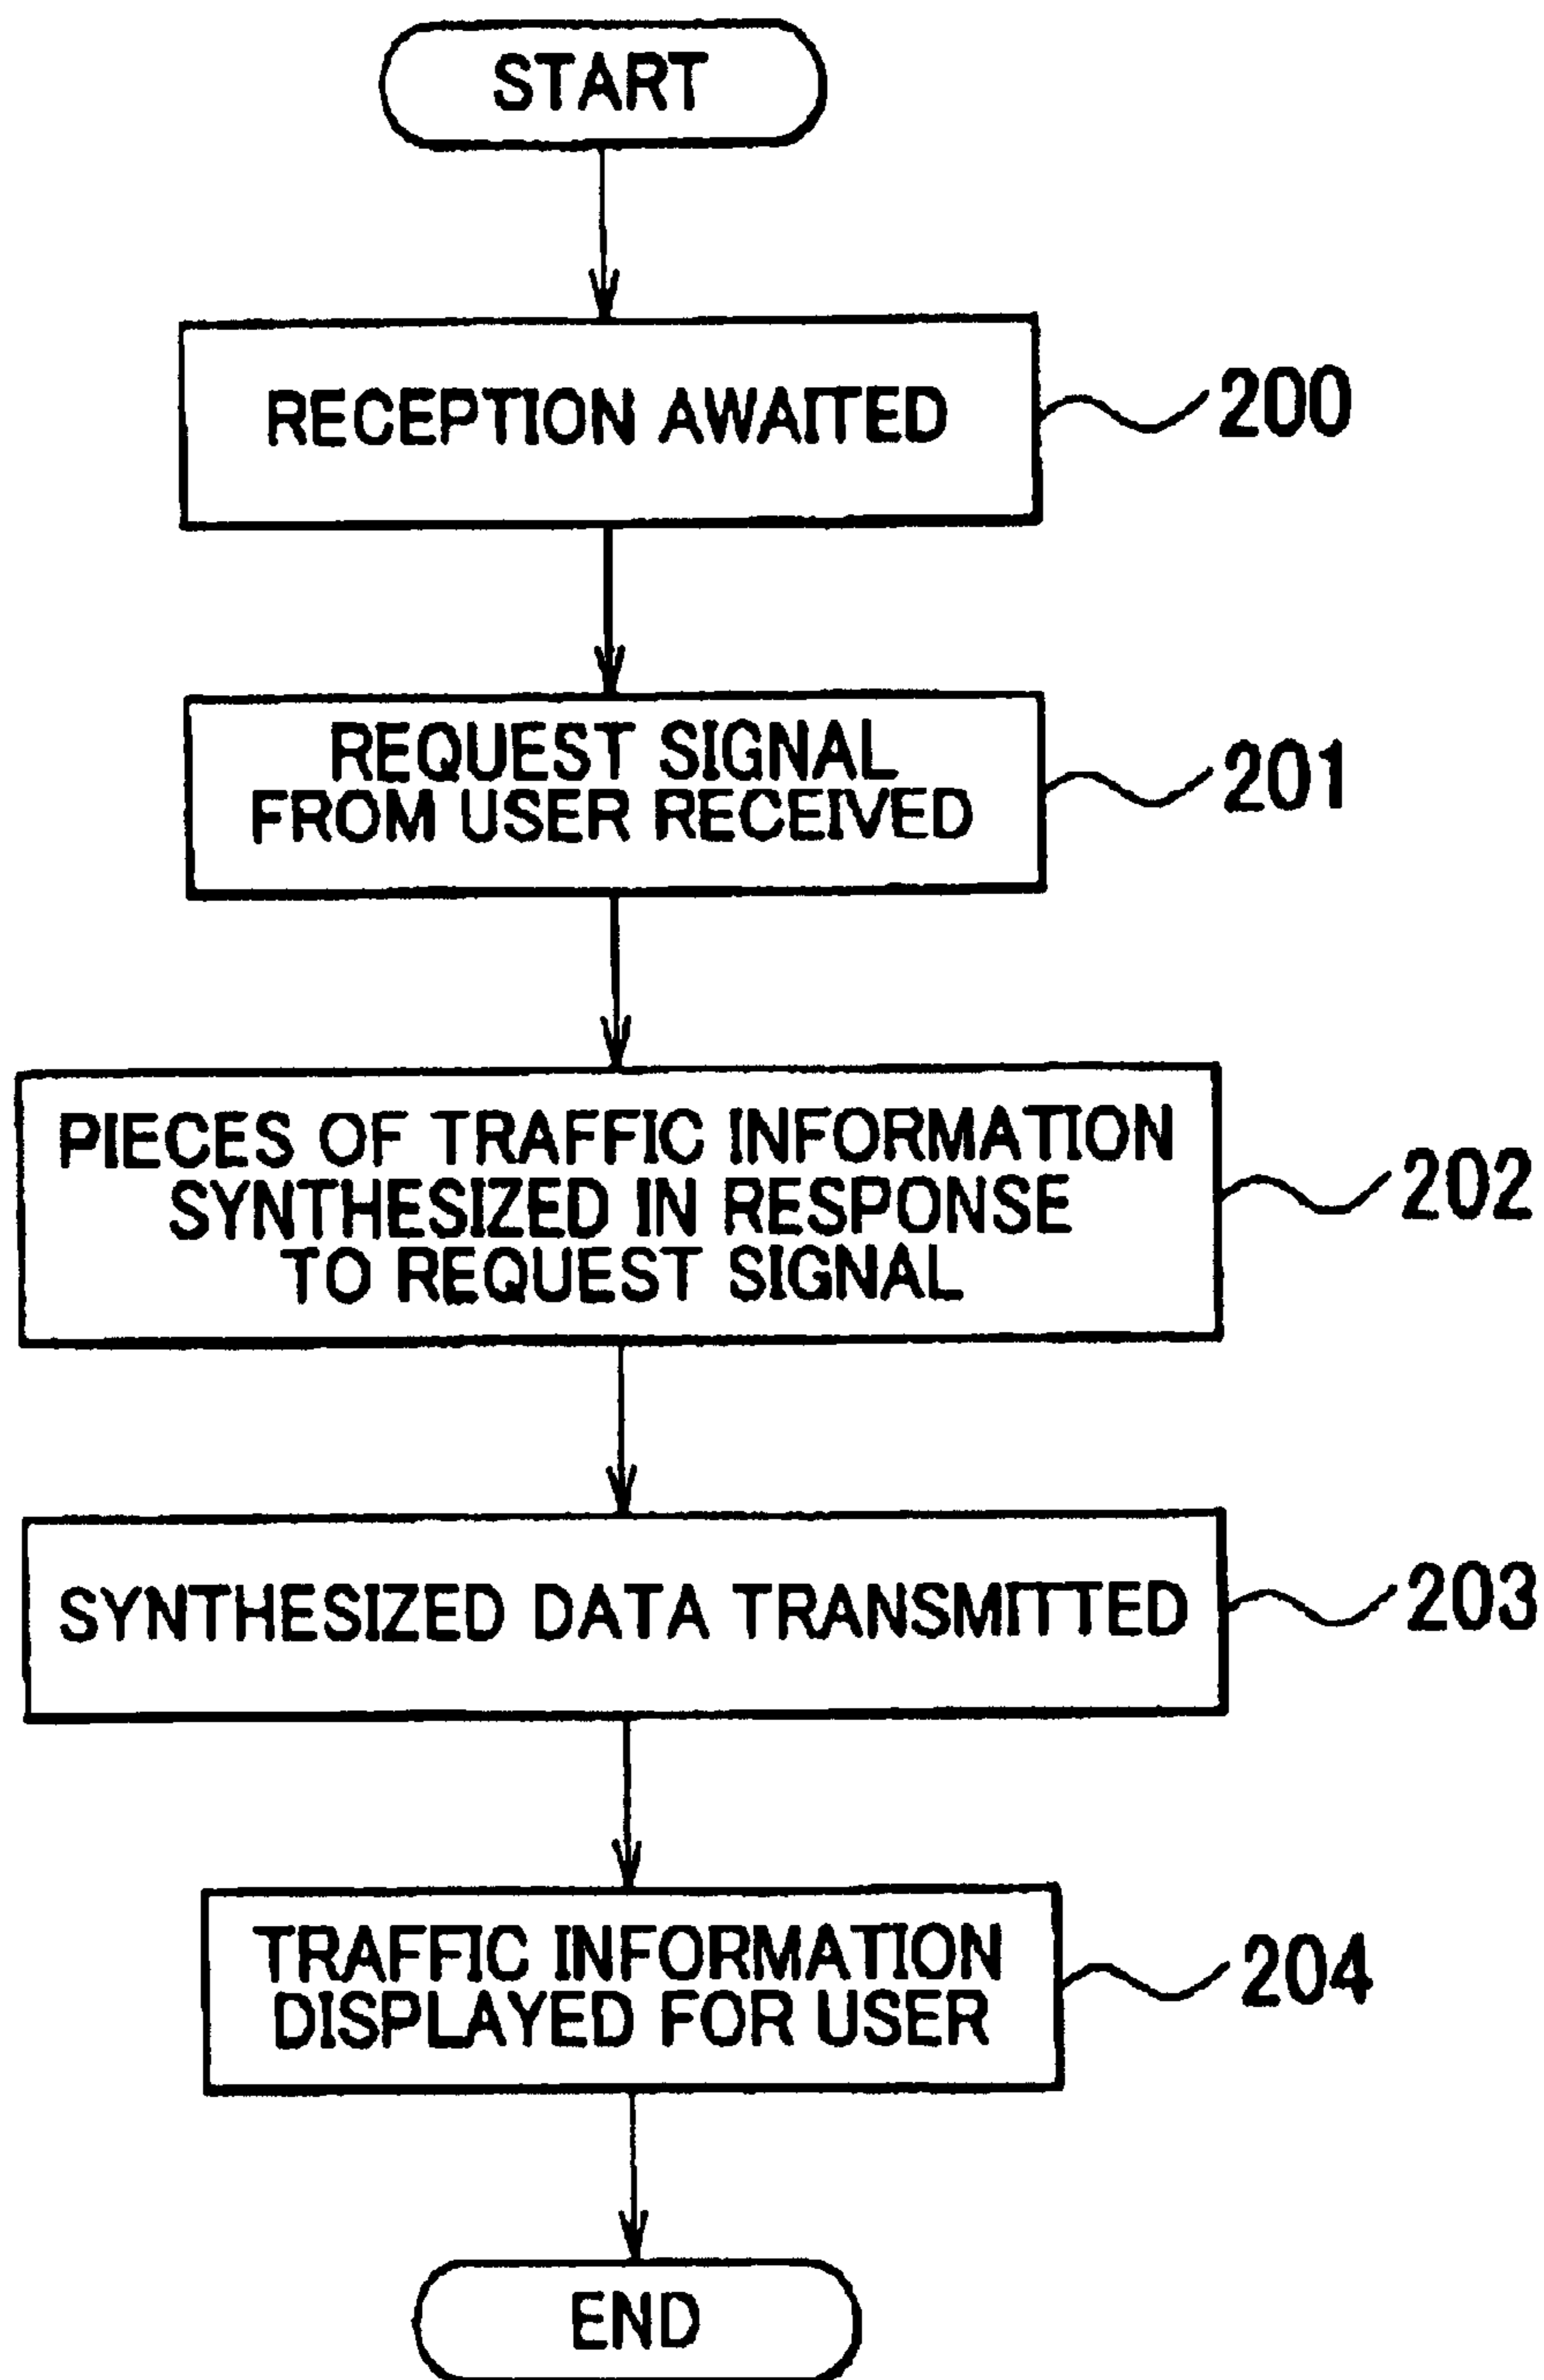 START
RECEPTION AWAITED
200
REQUEST SIGNAL
FROM USER RECEIVED
201
PIECES OF TRAFFIC INFORMATION
SYNTHESIZED IN RESPONSE
TO REQUEST SIGNAL
202
SYNTHESIZED DATA TRANSMITTED
203
TRAFFIC INFORMATION
DISPLAYED FOR USER
204
END